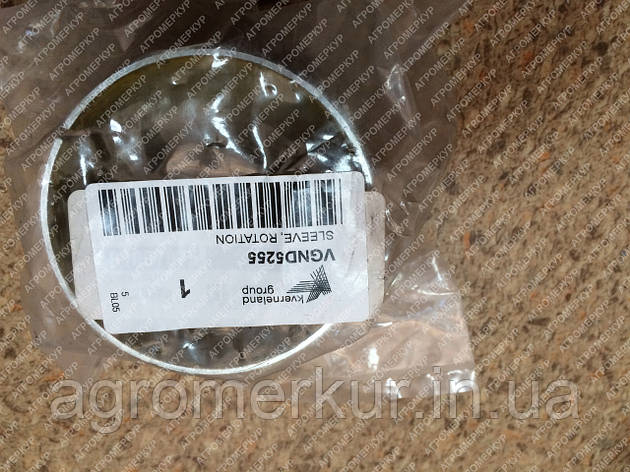 kverneland
group
1
5
BL05
VGND5255
SLEEVE, ROTATION
АГРОМЕРКУР
agromerkur.in.ua